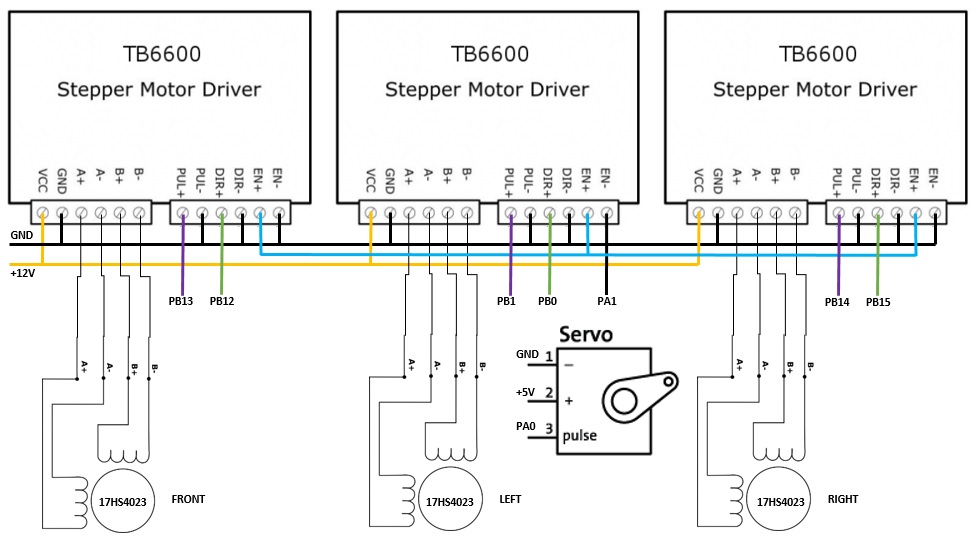 TB6600 TB6600 TB6600
Stepper Motor Driver Stepper Motor Driver Stepper Motor Driver
VCC GND A+ A- B+ B- PUL+ PUL- DIR+ DIR- EN+ EN- VCC GND A+ A- B+ B- PUL+ PUL- DIR+ DIR- EN+ EN- VCC GND A+ A- B+ B- PUL+ PUL- DIR+ DIR- EN+ EN-
GND
+12V
PB13 PB12 PB1 PB0 PA1 PB14 PB15
Servo
GND 1 −
A+ A- B+ B- A+ A- B+ B- A+ A- B+ B-
+5V 2 +
PA0 3 pulse
17HS4023 FRONT 17HS4023 LEFT 17HS4023 RIGHT